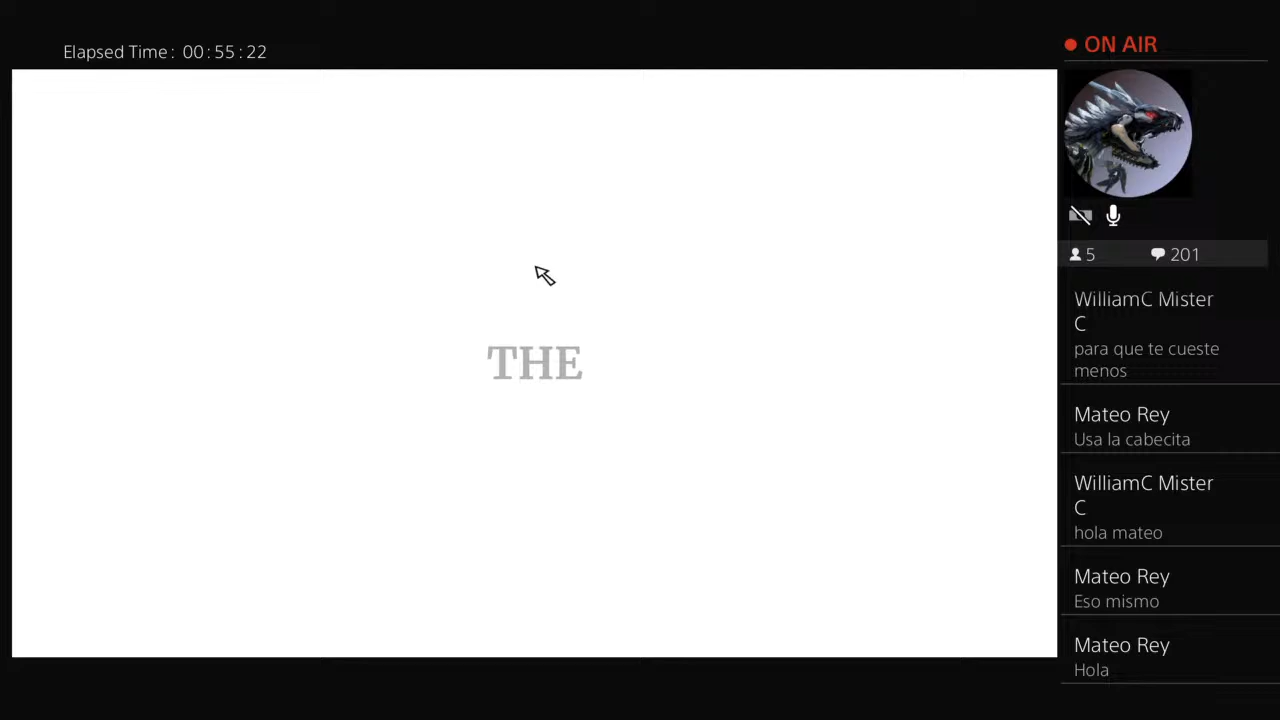 Elapsed Time: 00:55:22
THE
ON AIR
5 201
WilliamC Mister
C
para que te cueste
menos
Mateo Rey
Usa la cabecita
WilliamC Mister
C
hola mateo
Mateo Rey
Eso mismo
Mateo Rey
Hola